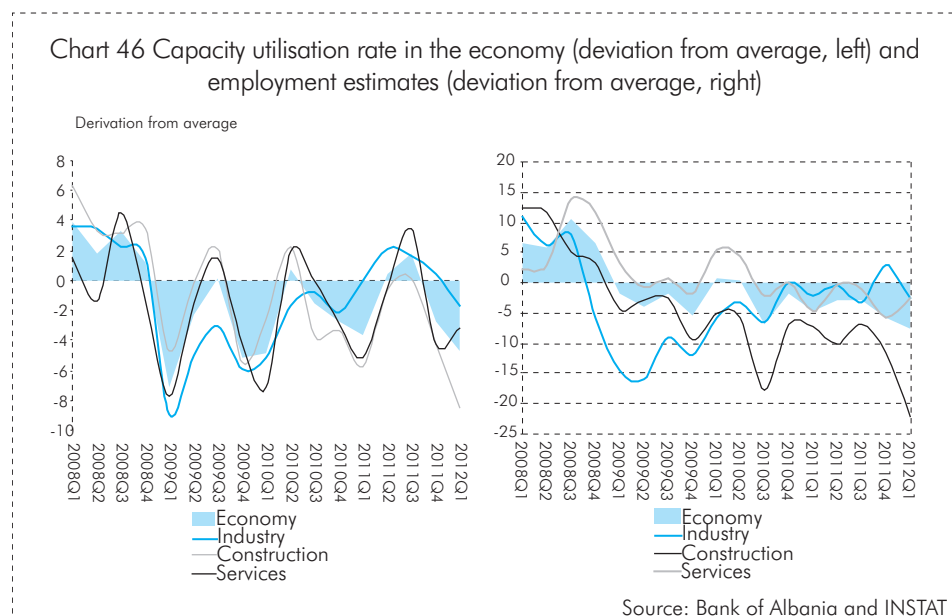 Chart 46 Capacity utilisation rate in the economy (deviation from average, left) and
employment estimates (deviation from average, right)
Derivation from average
8
6
4
2
0
-2
-4
-6
-8
-10
2008Q1
2008Q2
2008Q3
2008Q4
2009Q1
2009Q2
2009Q3
2009Q4
2010Q1
2010Q2
2010Q3
2010Q4
2011Q1
2011Q2
2011Q3
2011Q4
2012Q1
Economy
Industry
Construction
Services
20
15
10
5
0
-5
-10
-15
-20
-25
2008Q1
2008Q2
2008Q3
2008Q4
2009Q1
2009Q2
2009Q3
2009Q4
2010Q1
2010Q2
2010Q3
2010Q4
2011Q1
2011Q2
2011Q3
2011Q4
2012Q1
Economy
Industry
Construction
Services
Source: Bank of Albania and INSTAT